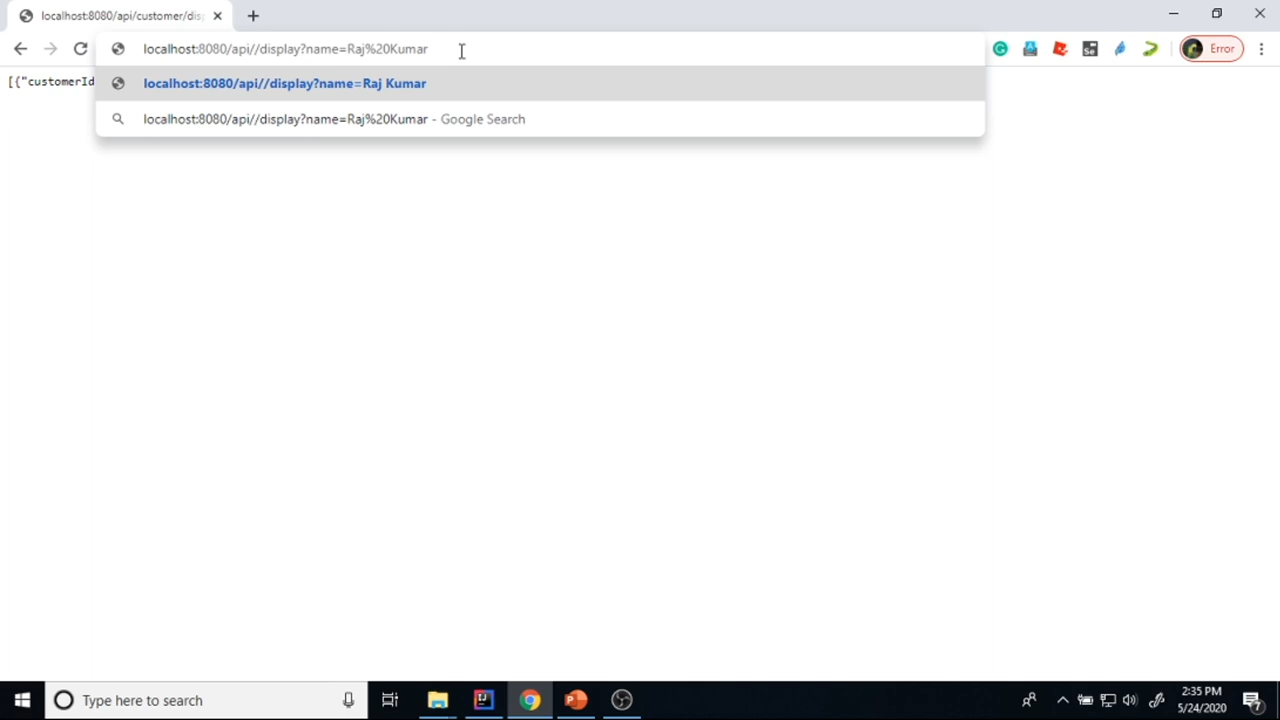 localhost:8080/api/customer/dis
localhost:8080/api//display?name=Raj%20Kumar
Error
[{"customerId
localhost:8080/api//display?name=Raj Kumar
localhost:8080/api//display?name=Raj%20Kumar - Google Search
Type here to search
2:35 PM
5/24/2020
7